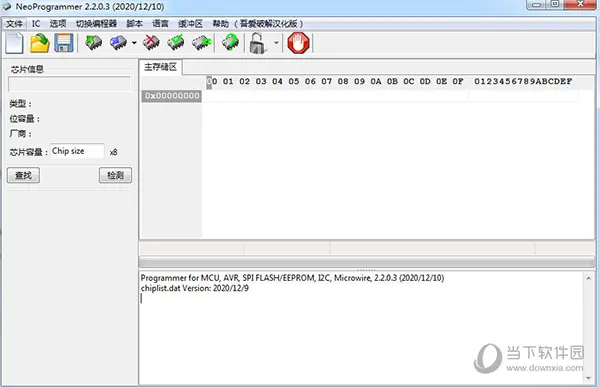 NeoProgrammer 2.2.0.3 (2020/12/10)
文件 IC 选项 切换编程器 脚本 语言 缓冲区 帮助 (吾爱破解汉化版)
芯片信息
类型：
位容量：
厂商：
芯片容量： Chip size x8
查找 检测
主存储区
00 01 02 03 04 05 06 07 08 09 0A 0B 0C 0D 0E 0F 0123456789ABCDEF
0x00000000
Programmer for MCU, AVR, SPI FLASH/EEPROM, I2C, Microwire, 2.2.0.3 (2020/12/10)
chiplist.dat Version: 2020/12/9
当下软件园
www.downxia.com